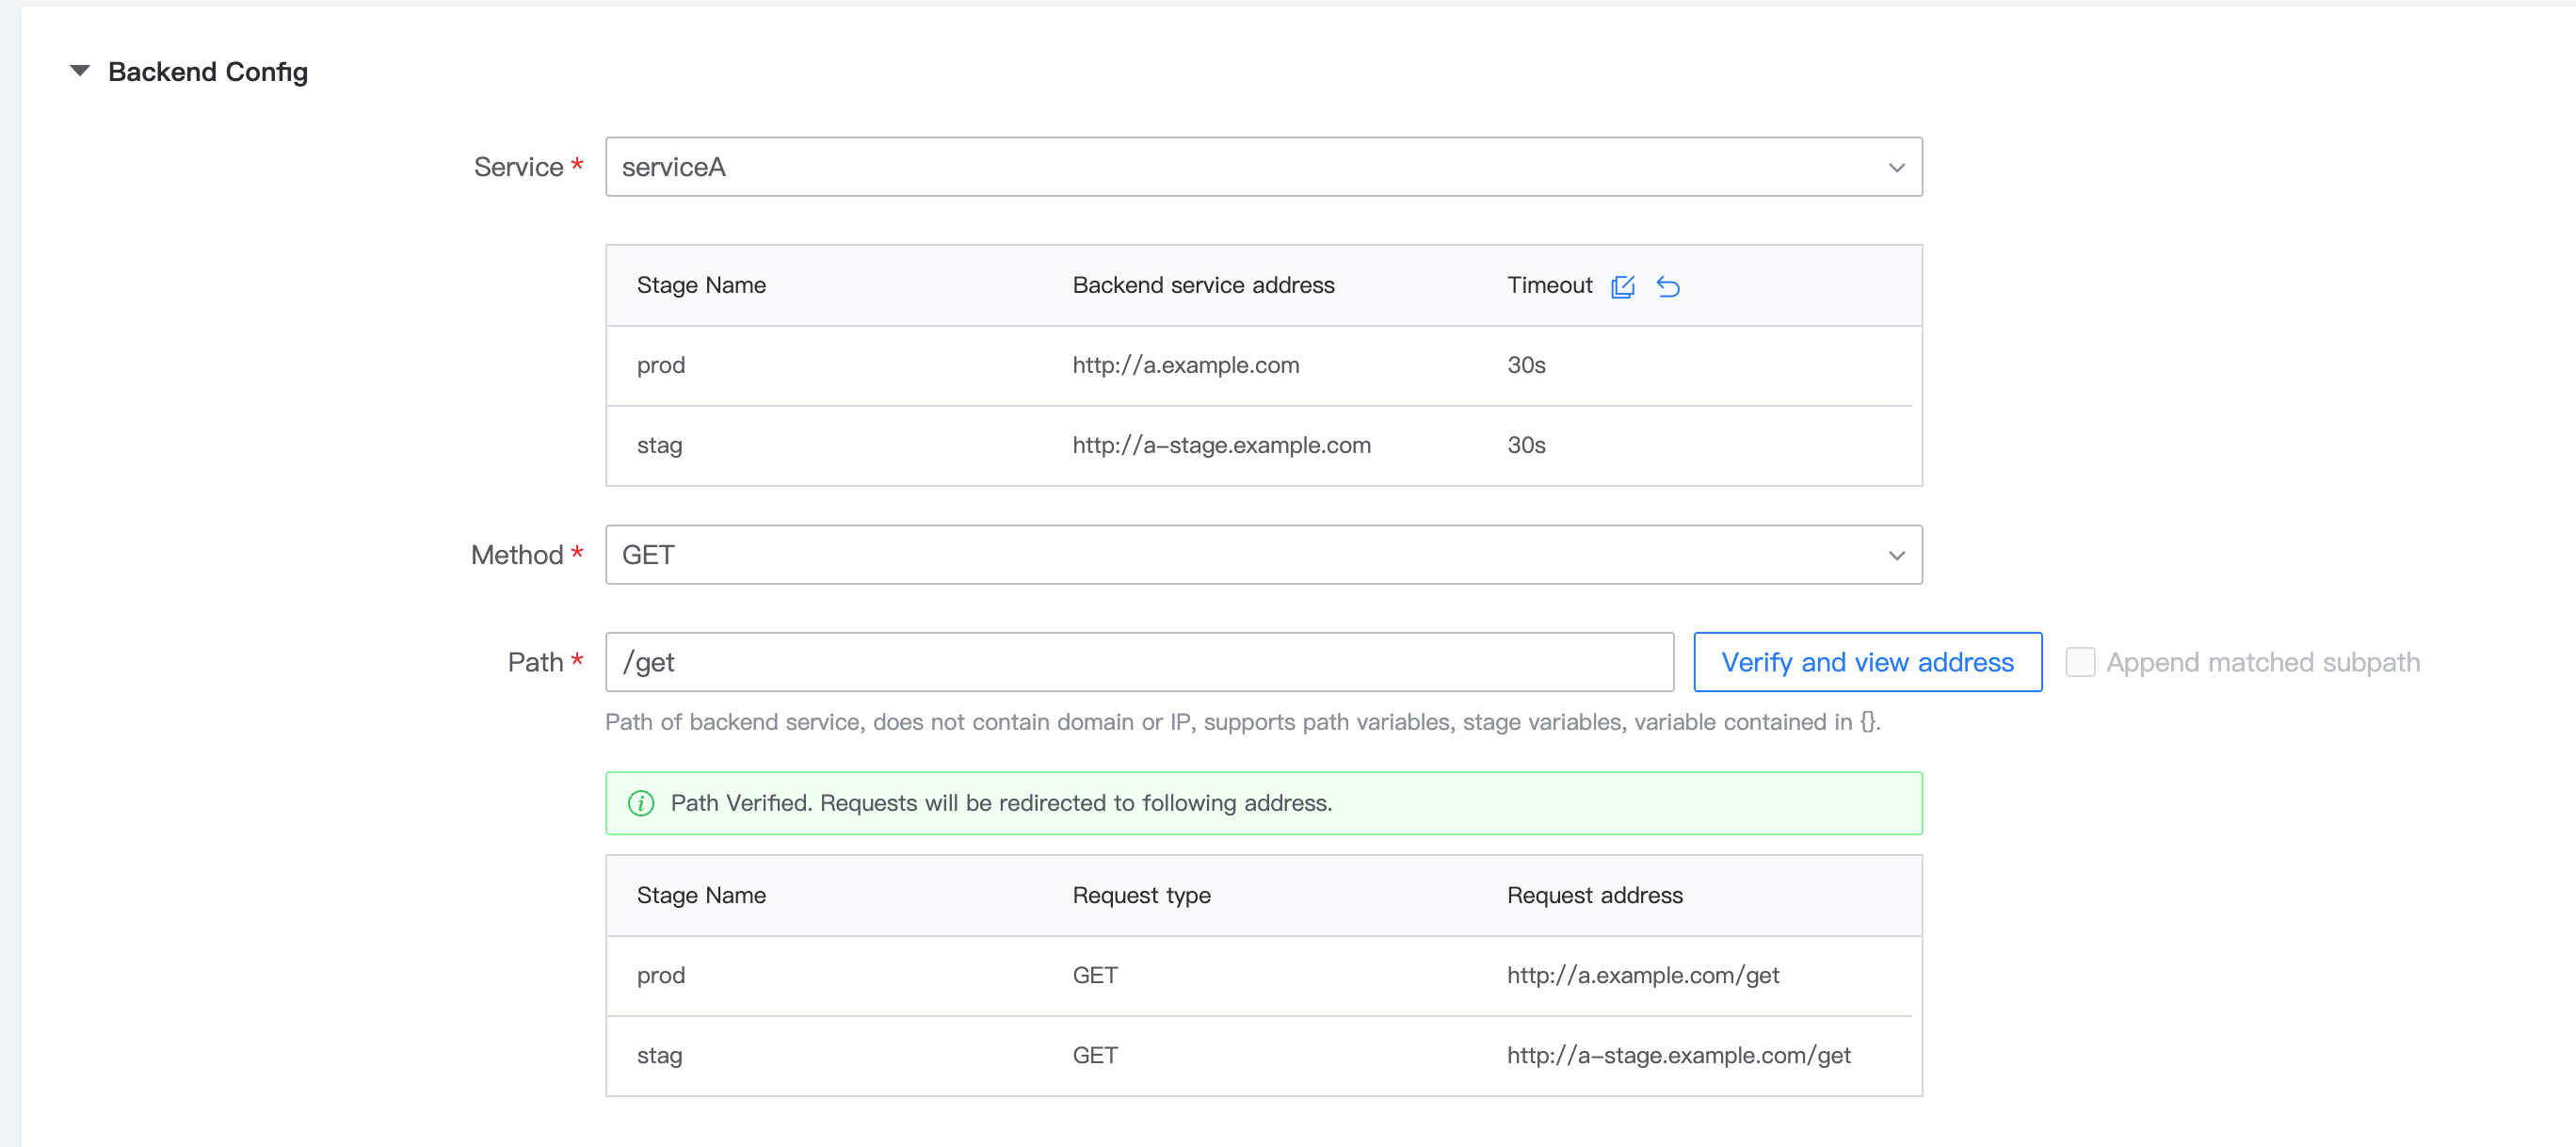 Backend Config
Service *
serviceA
Stage Name Backend service address Timeout
prod http://a.example.com 30s
stag http://a-stage.example.com 30s
Method *
GET
Path *
/get
Verify and view address
Append matched subpath
Path of backend service, does not contain domain or IP, supports path variables, stage variables, variable contained in {}.
Path Verified. Requests will be redirected to following address.
Stage Name Request type Request address
prod GET http://a.example.com/get
stag GET http://a-stage.example.com/get